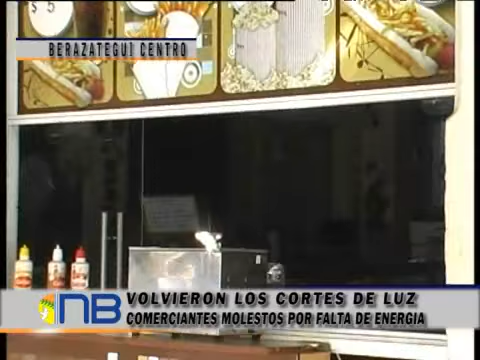 $5
BERAZATEGUI CENTRO
NB
VOLVIERON LOS CORTES DE LUZ
COMERCIANTES MOLESTOS POR FALTA DE ENERGIA